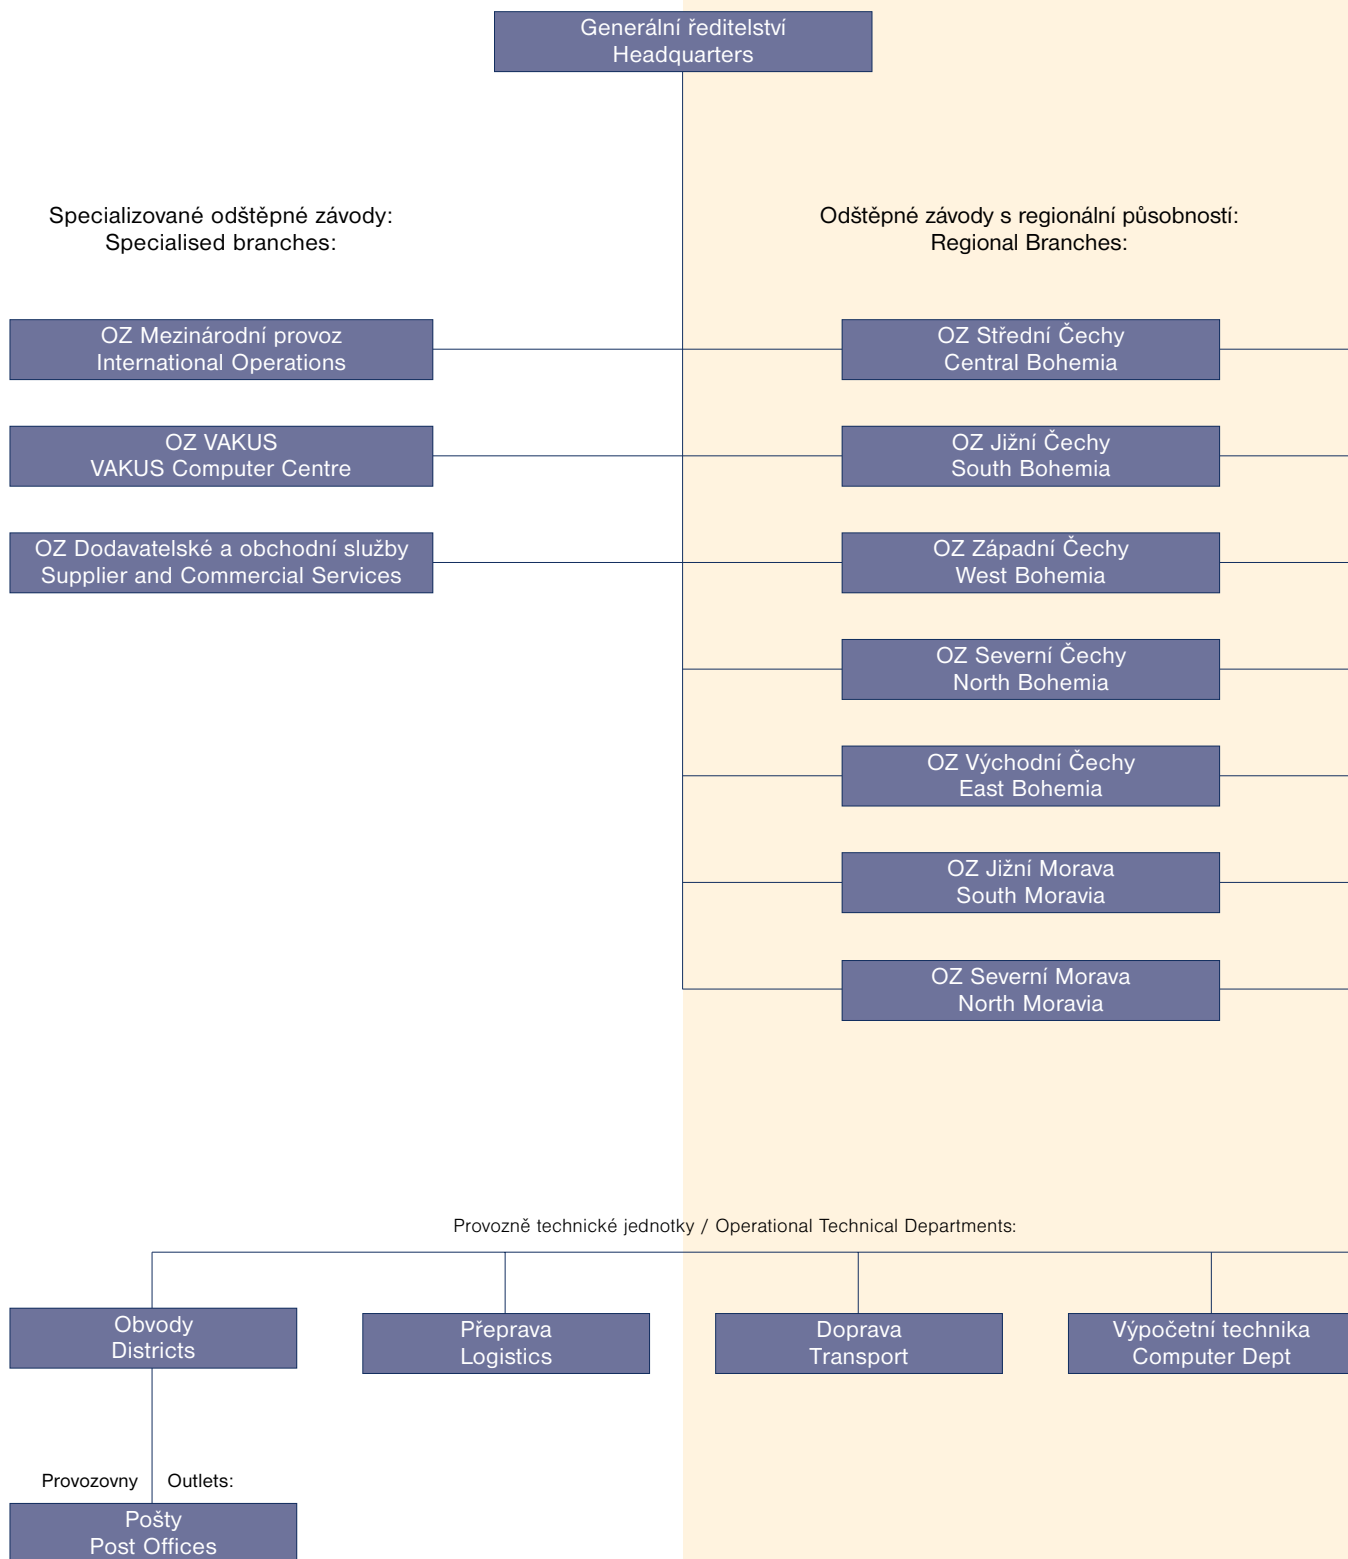 Generální ředitelství
Headquarters
Specializované odštěpné závody:
Specialised branches:
Odštěpné závody s regionální působností:
Regional Branches:
OZ Mezinárodní provoz
International Operations
OZ Střední Čechy
Central Bohemia
OZ VAKUS
VAKUS Computer Centre
OZ Jižní Čechy
South Bohemia
OZ Dodavatelské a obchodní služby
Supplier and Commercial Services
OZ Západní Čechy
West Bohemia
OZ Severní Čechy
North Bohemia
OZ Východní Čechy
East Bohemia
OZ Jižní Morava
South Moravia
OZ Severní Morava
North Moravia
Provozně technické jednotky / Operational Technical Departments:
Obvody
Districts
Přeprava
Logistics
Doprava
Transport
Výpočetní technika
Computer Dept
Provozovny Outlets:
Pošty
Post Offices